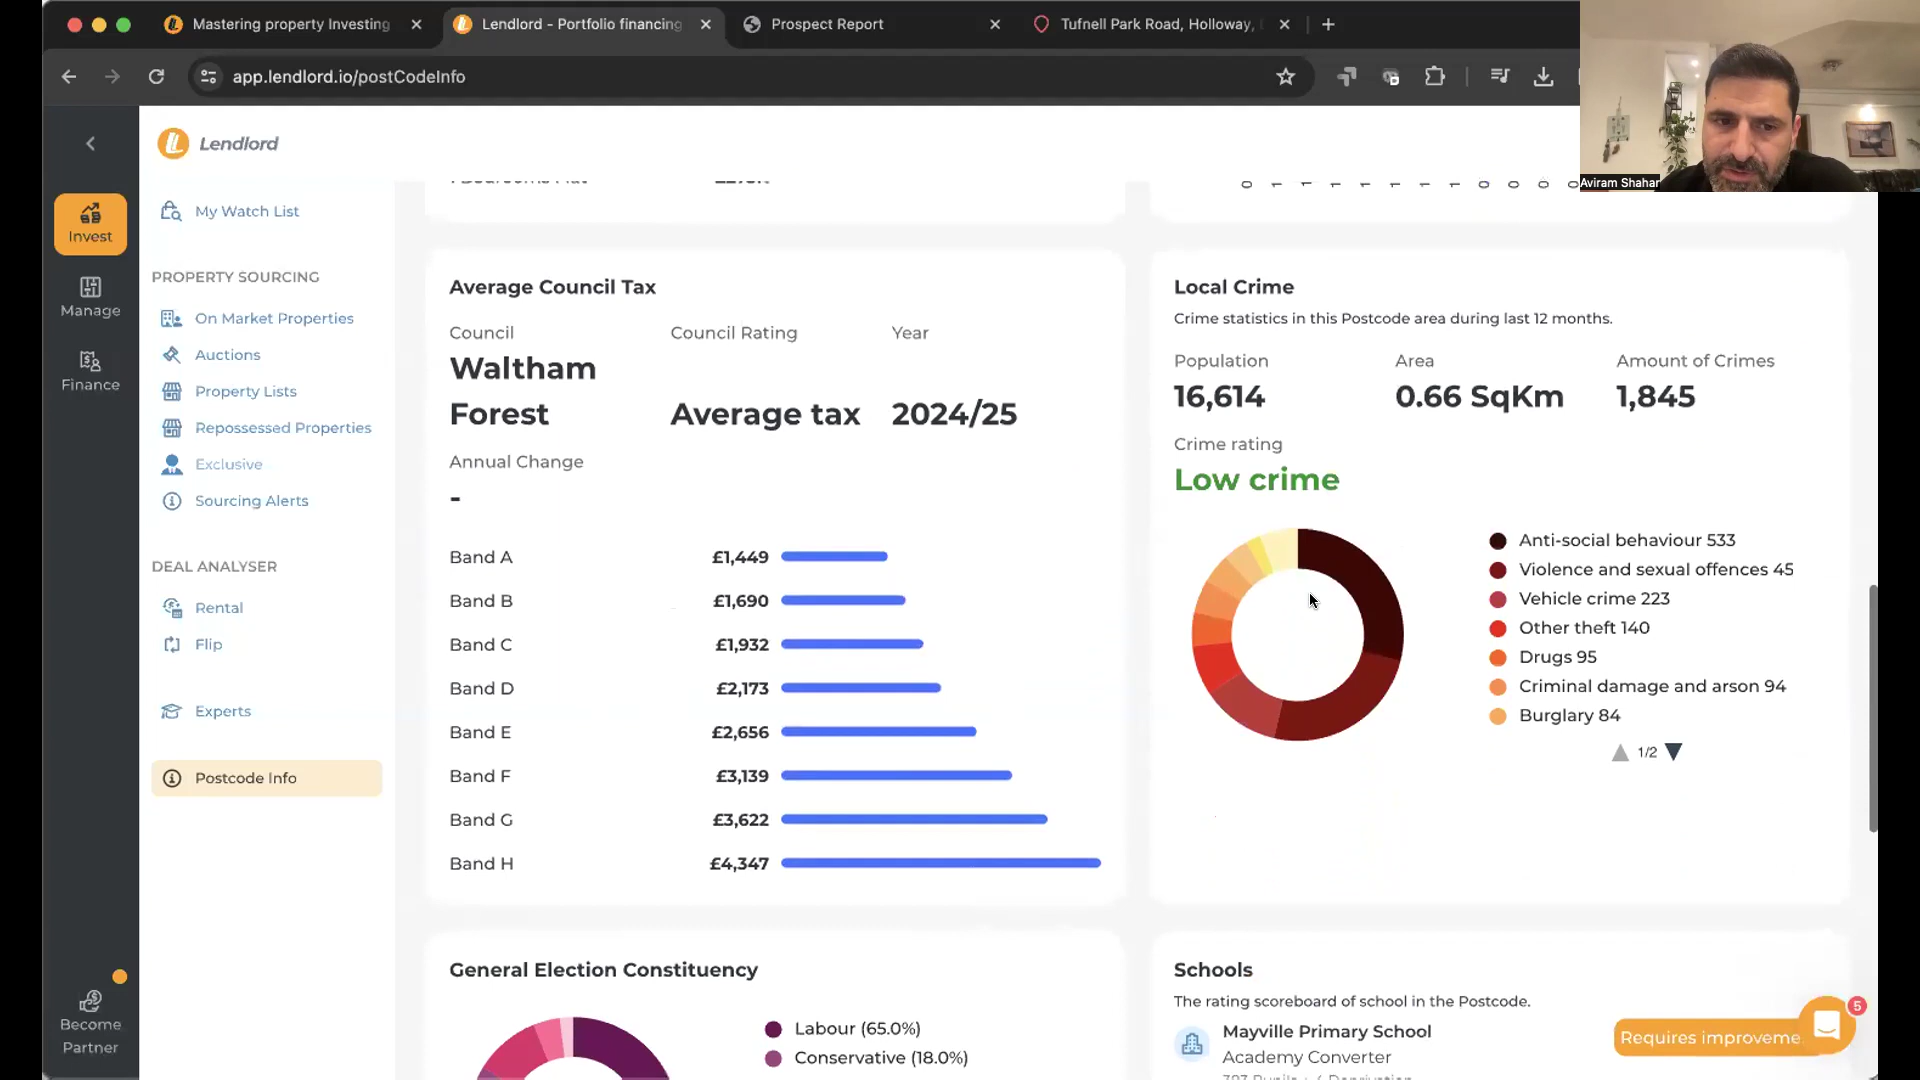 Mastering property Investing
Lendlord - Portfolio financing
Prospect Report
Tufnell Park Road, Holloway,
app.lendlord.io/postCodeInfo
Aviram Shahar
Lendlord
Invest
Manage
Finance
Become
Partner
My Watch List
PROPERTY SOURCING
On Market Properties
Auctions
Property Lists
Repossessed Properties
Exclusive
Sourcing Alerts
DEAL ANALYSER
Rental
Flip
Experts
Postcode Info
Average Council Tax
Council
Council Rating
Year
Waltham
Forest
Average tax
2024/25
Annual Change
-
Band A £1,449
Band B £1,690
Band C £1,932
Band D £2,173
Band E £2,656
Band F £3,139
Band G £3,622
Band H £4,347
Local Crime
Crime statistics in this Postcode area during last 12 months.
Population
Area
Amount of Crimes
16,614
0.66 SqKm
1,845
Crime rating
Low crime
Anti-social behaviour 533
Violence and sexual offences 45
Vehicle crime 223
Other theft 140
Drugs 95
Criminal damage and arson 94
Burglary 84
1/2
General Election Constituency
Labour (65.0%)
Conservative (18.0%)
Schools
The rating scoreboard of school in the Postcode.
Mayville Primary School
Academy Converter
Requires improveme
5